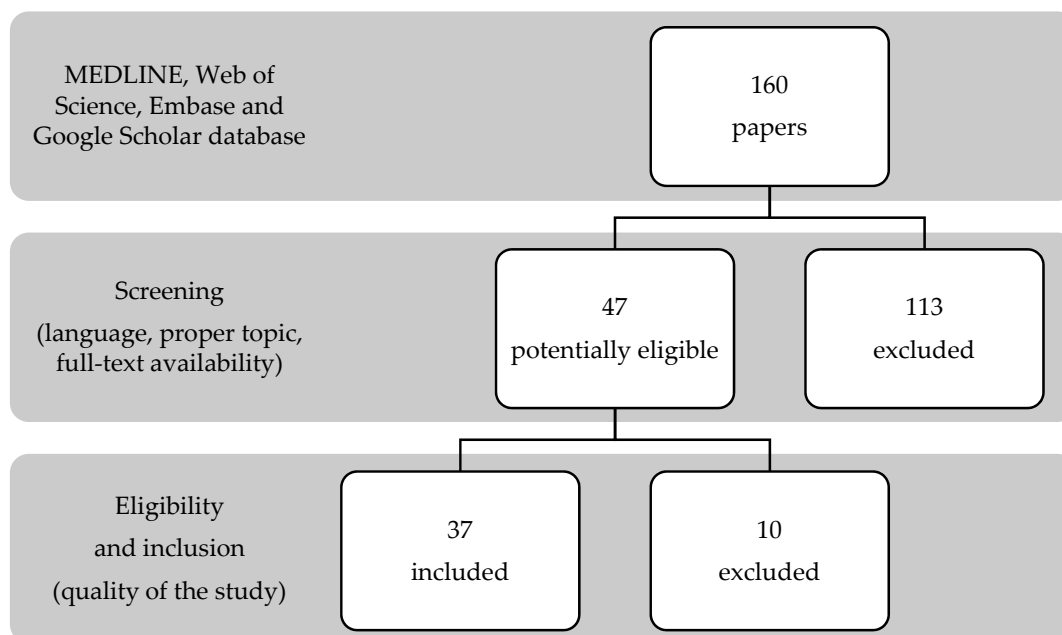 MEDLINE, Web of
Science, Embase and
Google Scholar database
160
papers
Screening
(language, proper topic,
full-text availability)
47
potentially eligible
113
excluded
Eligibility
and inclusion
(quality of the study)
37
included
10
excluded